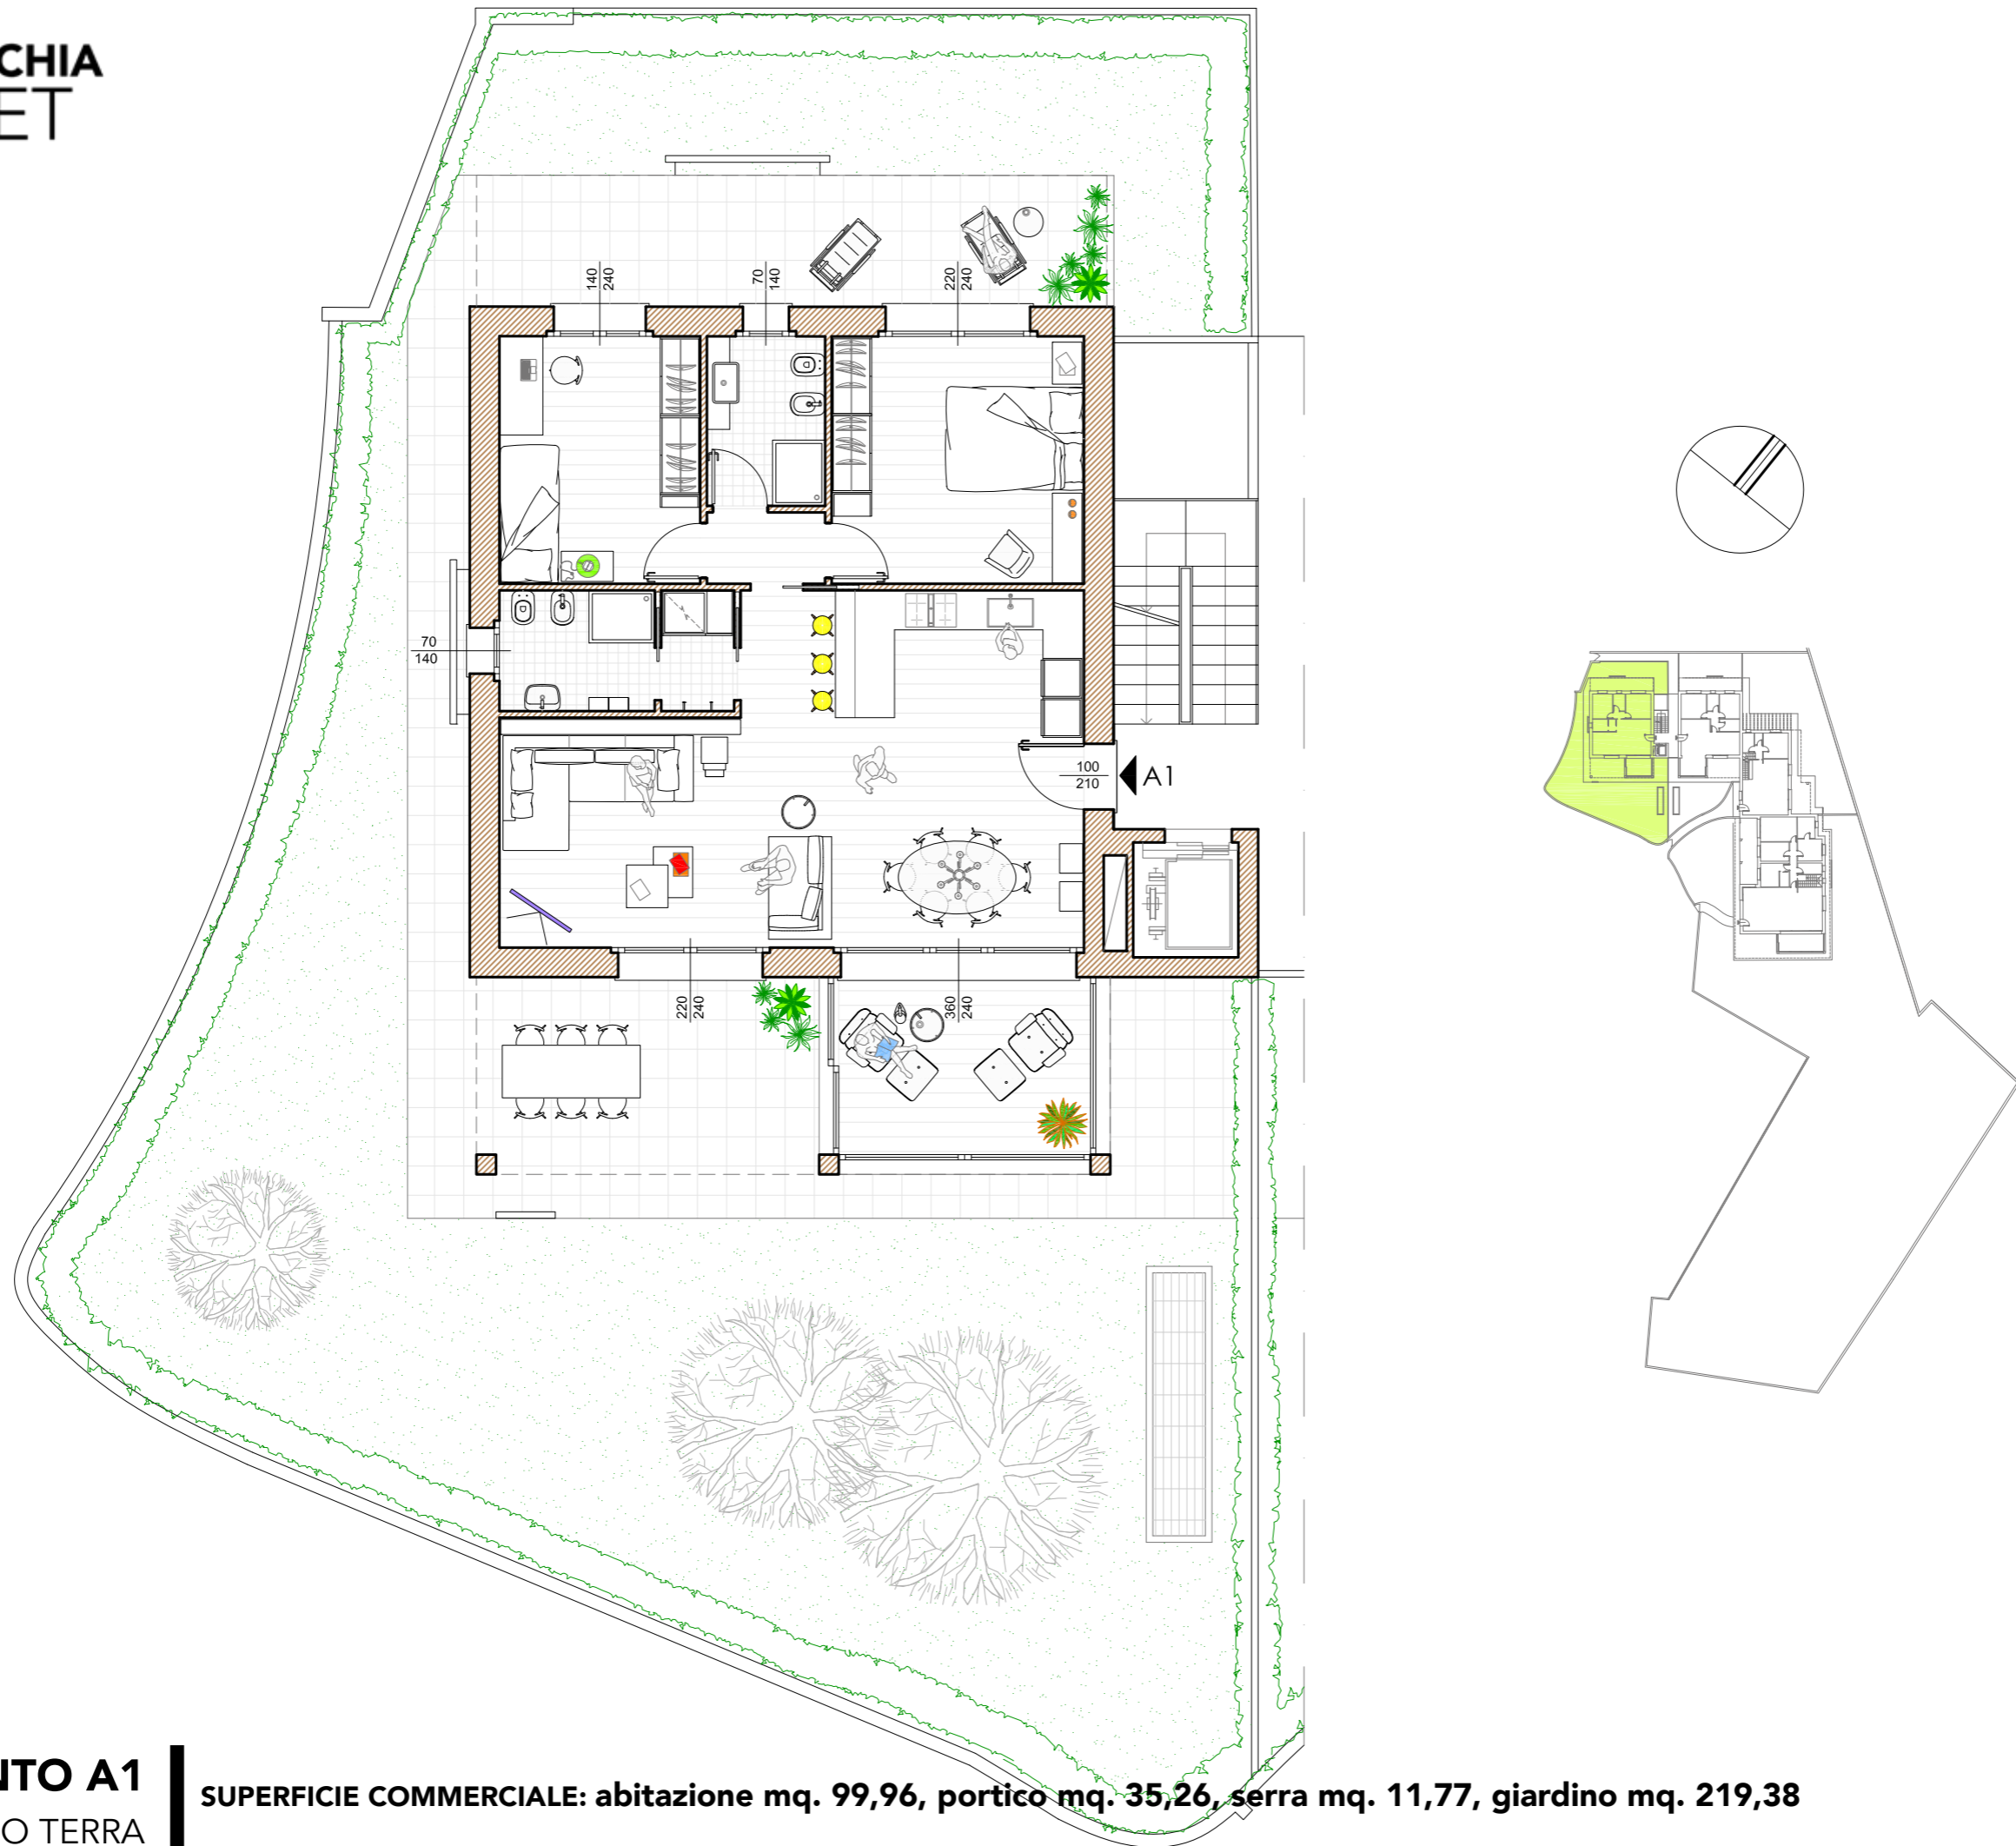 CHIA
ET
140
240
70
140
220
240
70
140
100
210
A1
220
240
360
240
NTO A1
O TERRA
SUPERFICIE COMMERCIALE: abitazione mq. 99,96, portico mq. 35,26, serra mq. 11,77, giardino mq. 219,38